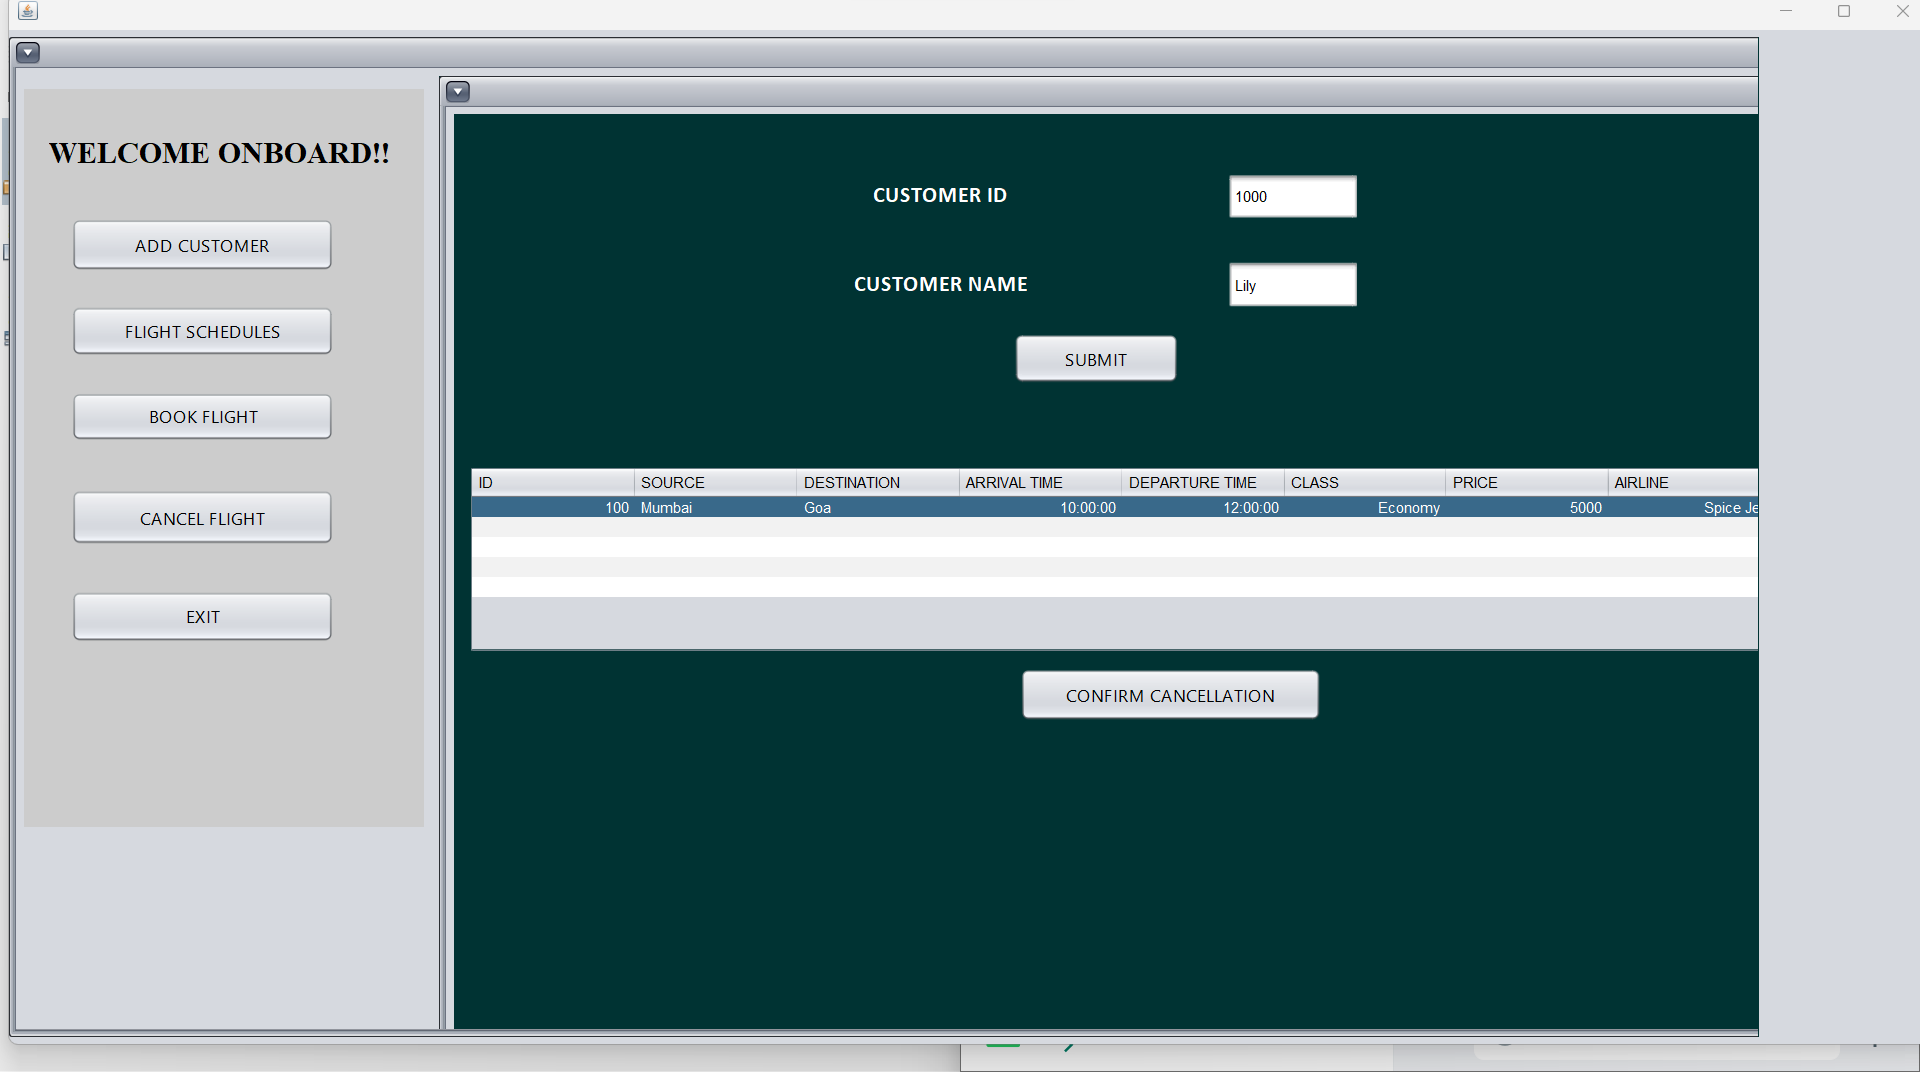 WELCOME ONBOARD!!
ADD CUSTOMER
FLIGHT SCHEDULES
BOOK FLIGHT
CANCEL FLIGHT
EXIT
CUSTOMER ID 1000
CUSTOMER NAME Lily
SUBMIT
ID SOURCE DESTINATION ARRIVAL TIME DEPARTURE TIME CLASS PRICE AIRLINE
100 Mumbai Goa 10:00:00 12:00:00 Economy 5000 Spice Je
CONFIRM CANCELLATION